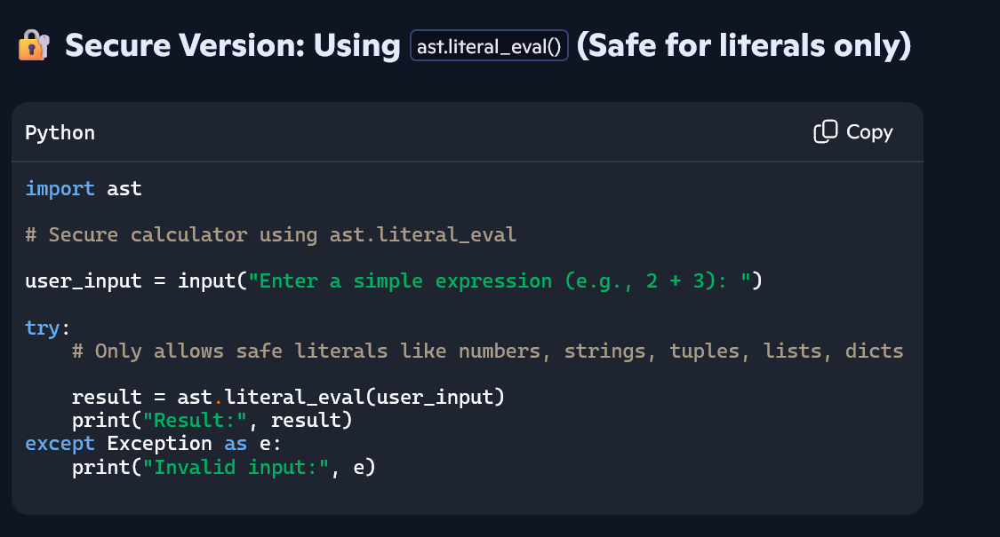 🔐 Secure Version: Using ast.literal_eval() (Safe for literals only)
Python
Copy
import ast
# Secure calculator using ast.literal_eval
user_input = input("Enter a simple expression (e.g., 2 + 3): ")
try:
    # Only allows safe literals like numbers, strings, tuples, lists, dicts
    result = ast.literal_eval(user_input)
    print("Result:", result)
except Exception as e:
    print("Invalid input:", e)